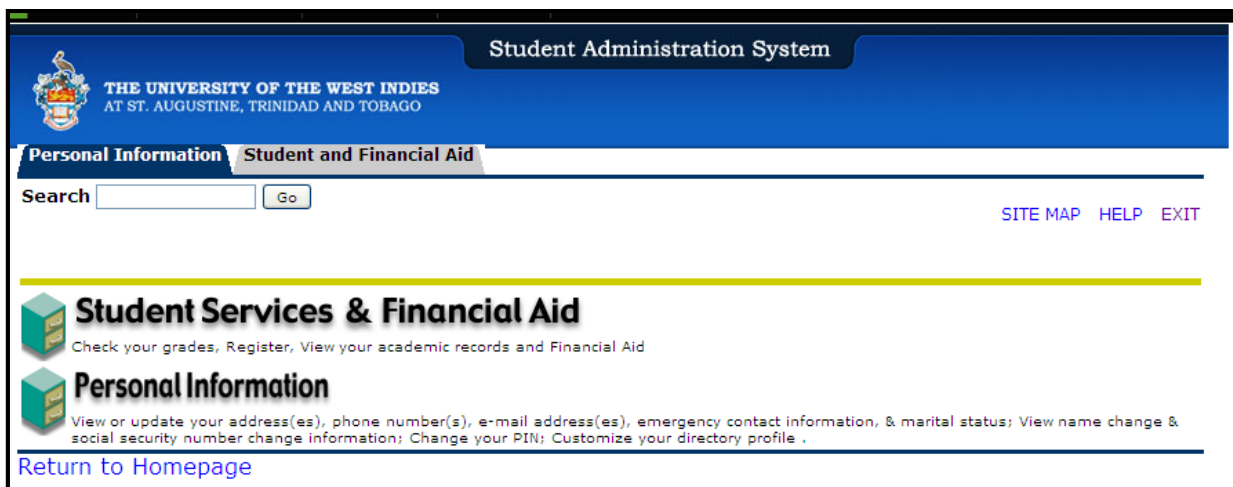 Student Administration System
THE UNIVERSITY OF THE WEST INDIES
AT ST. AUGUSTINE, TRINIDAD AND TOBAGO
Personal Information Student and Financial Aid
Search Go
SITE MAP HELP EXIT
Student Services & Financial Aid
Check your grades, Register, View your academic records and Financial Aid
Personal Information
View or update your address(es), phone number(s), e-mail address(es), emergency contact information, & marital status; View name change &
social security number change information; Change your PIN; Customize your directory profile .
Return to Homepage